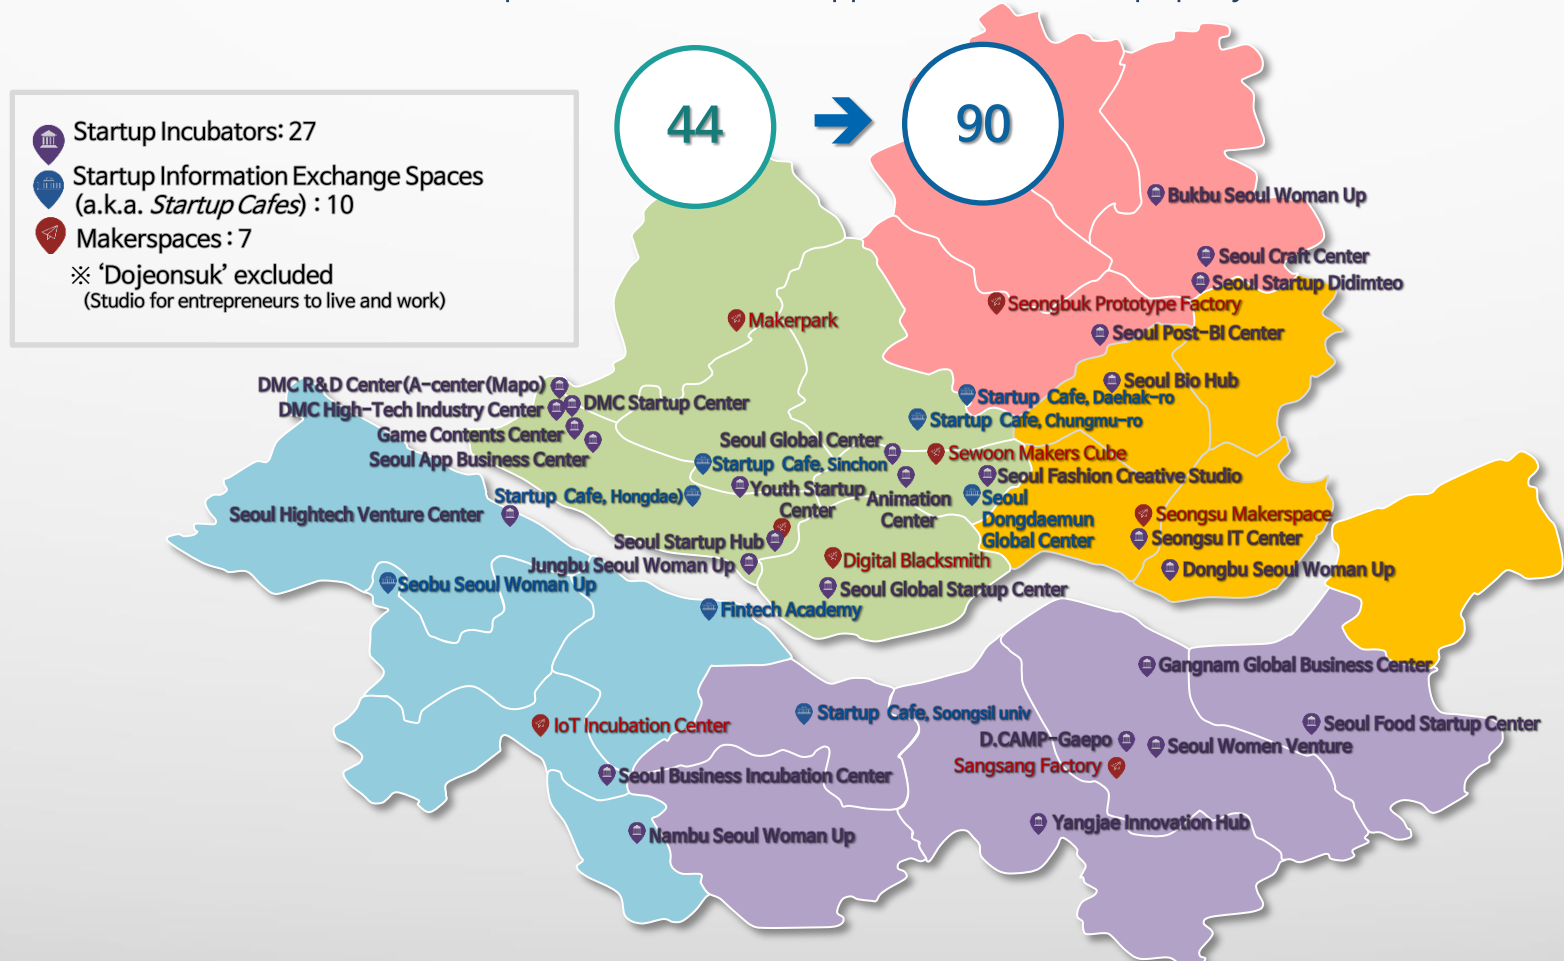 44
90
Startup Incubators: 27
Startup Information Exchange Spaces
(a.k.a. Startup Cafes) : 10
Makerspaces : 7
※ ‘Dojeonsuk’ excluded
(Studio for entrepreneurs to live and work)
Bukbu Seoul Woman Up
Seoul Craft Center
Seoul Startup Didimteo
Seongbuk Prototype Factory
Makerpark
Seoul Post-BI Center
Seoul Bio Hub
DMC R&D Center(A-center(Mapo)
Startup Cafe, Daehak-ro
DMC Startup Center
DMC High-Tech Industry Center
Startup Cafe, Chungmu-ro
Game Contents Center
Seoul Global Center
Sewoon Makers Cube
Seoul App Business Center
Startup Cafe, Sinchon
Seoul Fashion Creative Studio
Youth Startup
Center
Startup Cafe, Hongdae)
Animation
Center
Seoul
Dongdaemun
Global Center
Seoul Hightech Venture Center
Seongsu Makerspace
Seongsu IT Center
Seoul Startup Hub
Digital Blacksmith
Jungbu Seoul Woman Up
Dongbu Seoul Woman Up
Seobu Seoul Woman Up
Seoul Global Startup Center
Fintech Academy
Gangnam Global Business Center
Startup Cafe, Soongsil univ
IoT Incubation Center
Seoul Food Startup Center
D.CAMP-Gaepo
Seoul Women Venture
Sangsang Factory
Seoul Business Incubation Center
Yangjae Innovation Hub
Nambu Seoul Woman Up